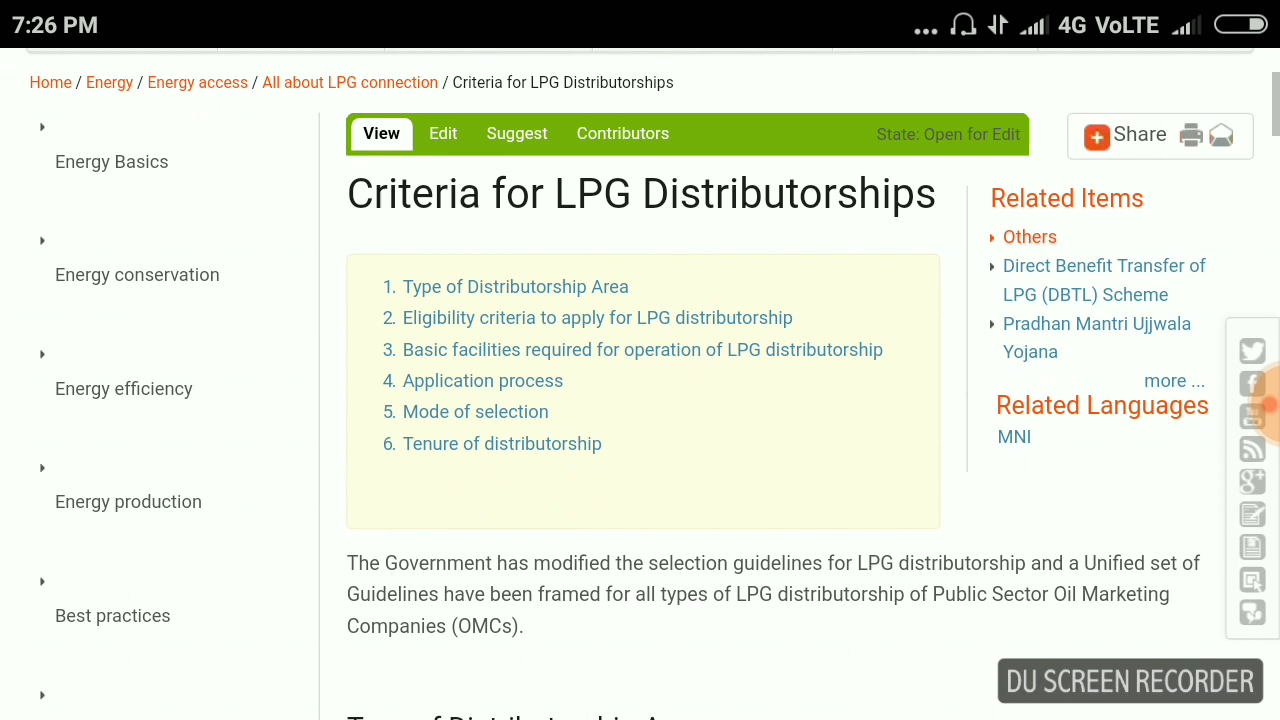 7:26 PM
4G VoLTE
Home / Energy / Energy access / All about LPG connection / Criteria for LPG Distributorships
View Edit Suggest Contributors State: Open for Edit
Share
Energy Basics
Energy conservation
Energy efficiency
Energy production
Best practices
Criteria for LPG Distributorships
1. Type of Distributorship Area
2. Eligibility criteria to apply for LPG distributorship
3. Basic facilities required for operation of LPG distributorship
4. Application process
5. Mode of selection
6. Tenure of distributorship
Related Items
Others
Direct Benefit Transfer of
LPG (DBTL) Scheme
Pradhan Mantri Ujjwala
Yojana
more ...
Related Languages
MNI
The Government has modified the selection guidelines for LPG distributorship and a Unified set of
Guidelines have been framed for all types of LPG distributorship of Public Sector Oil Marketing
Companies (OMCs).
DU SCREEN RECORDER